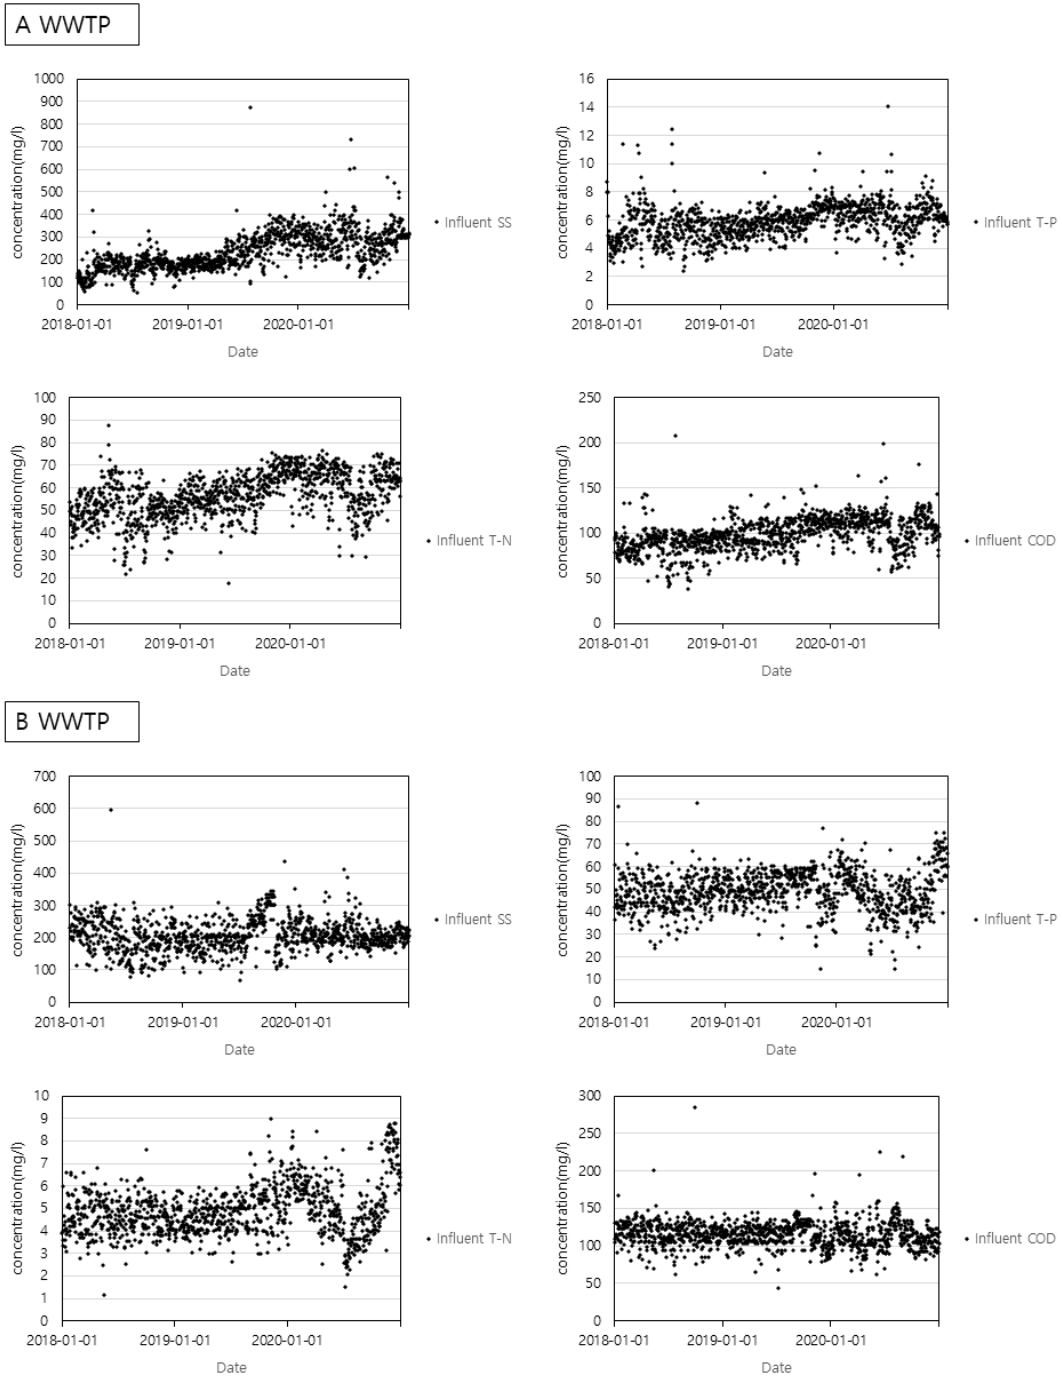 A WWTP
1000
900
800
700
600
500
400
300
200
100
0
concentration(mg/l)
2018-01-01 2019-01-01 2020-01-01
Date
Influent SS
16
14
12
10
8
6
4
2
0
concentration(mg/l)
2018-01-01 2019-01-01 2020-01-01
Date
Influent T-P
100
90
80
70
60
50
40
30
20
10
0
concentration(mg/l)
2018-01-01 2019-01-01 2020-01-01
Date
Influent T-N
250
200
150
100
50
0
concentration(mg/l)
2018-01-01 2019-01-01 2020-01-01
Date
Influent COD
B WWTP
700
600
500
400
300
200
100
0
concentration(mg/l)
2018-01-01 2019-01-01 2020-01-01
Date
Influent SS
100
90
80
70
60
50
40
30
20
10
0
concentration(mg/l)
2018-01-01 2019-01-01 2020-01-01
Date
Influent T-P
10
9
8
7
6
5
4
3
2
1
0
concentration(mg/l)
2018-01-01 2019-01-01 2020-01-01
Date
Influent T-N
300
250
200
150
100
50
0
concentration(mg/l)
2018-01-01 2019-01-01 2020-01-01
Date
Influent COD